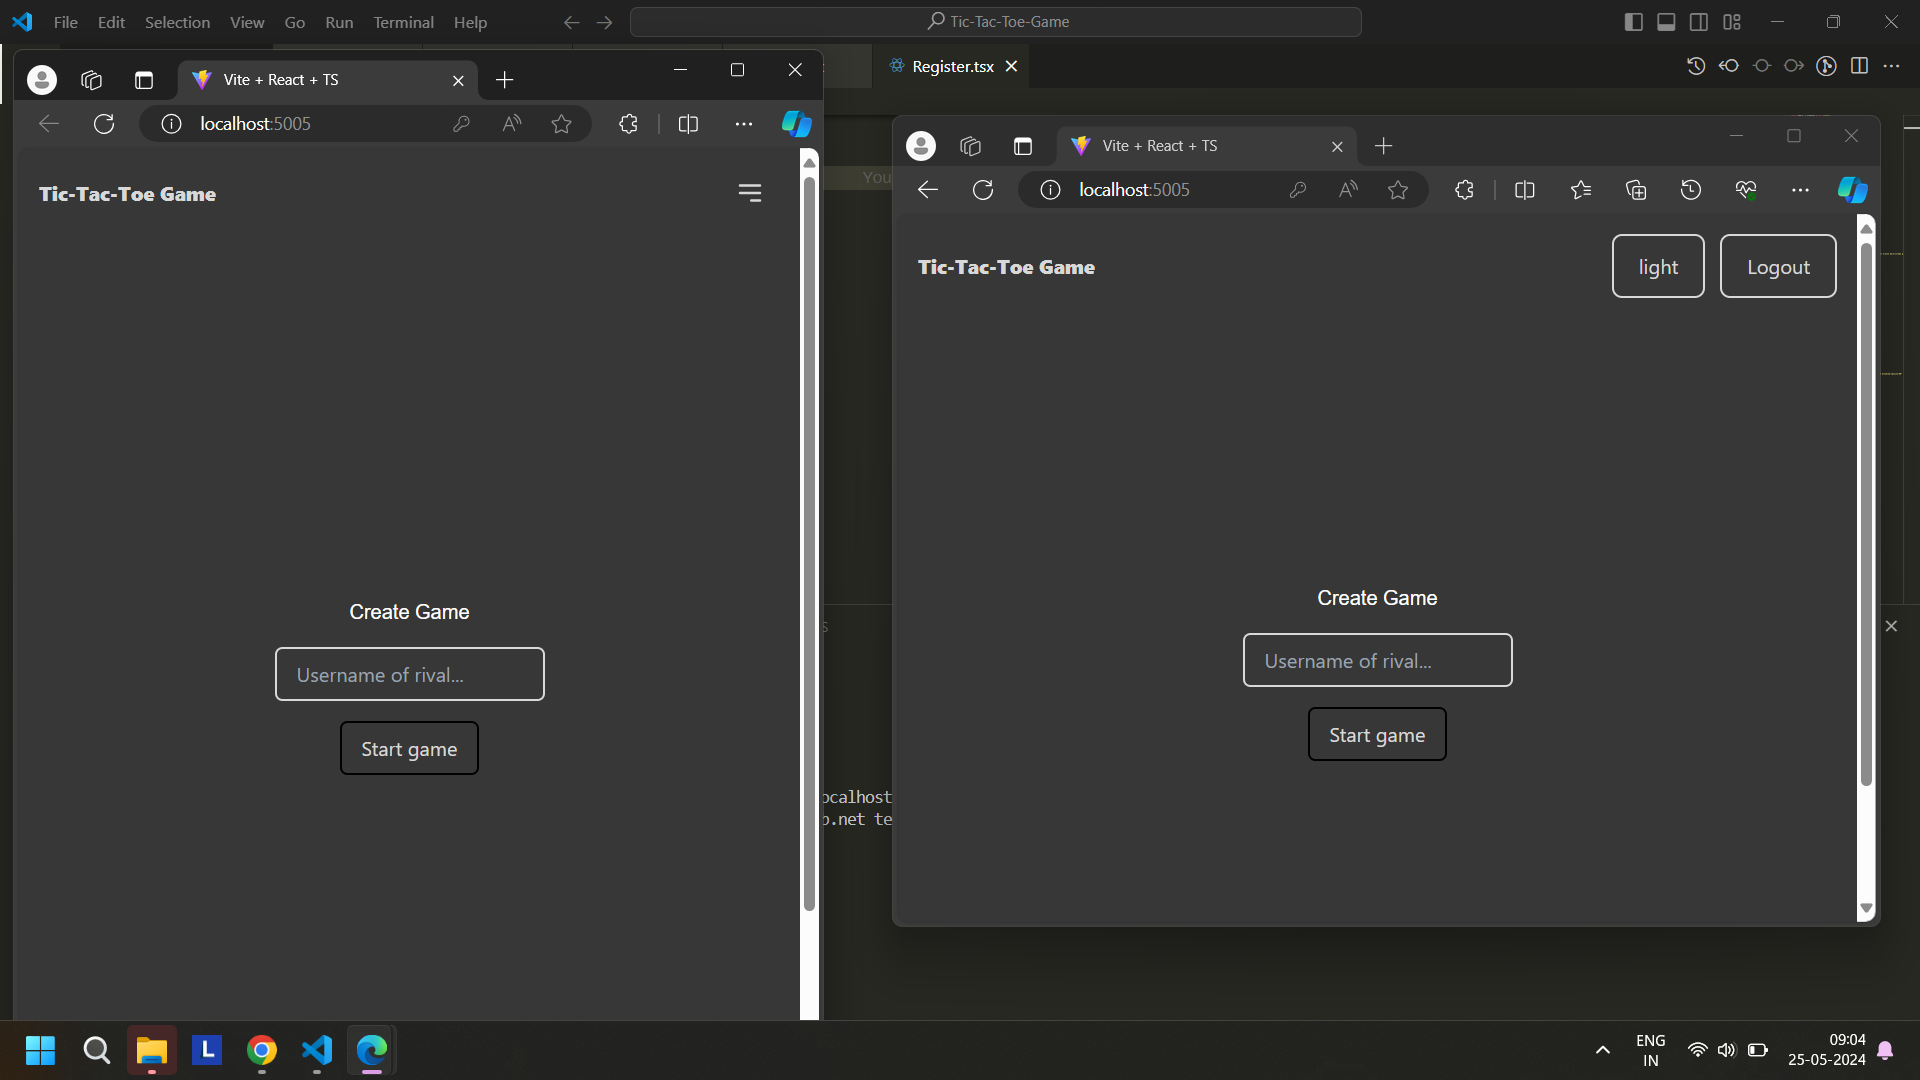 File Edit Selection View Go Run Terminal Help
Tic-Tac-Toe-Game
Register.tsx
Vite + React + TS
localhost:5005
Tic-Tac-Toe Game
Create Game
Username of rival...
Start game
You
ocalhost
.net te
Vite + React + TS
localhost:5005
Tic-Tac-Toe Game
light
Logout
Create Game
Username of rival...
Start game
L
ENG
IN
09:04
25-05-2024